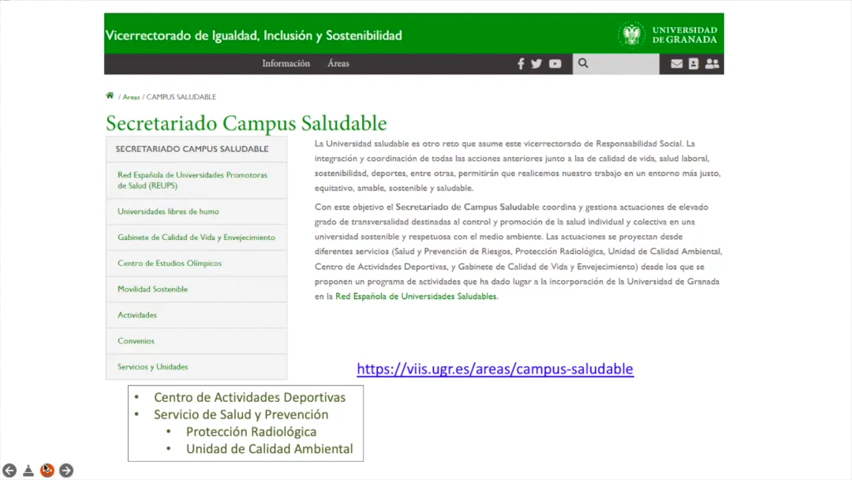 Vicerrectorado de Igualdad, Inclusión y Sostenibilidad
UNIVERSIDAD
DE GRANADA
Información
Áreas
/ Areas / CAMPUS SALUDABLE
Secretariado Campus Saludable
SECRETARIADO CAMPUS SALUDABLE
Red Española de Universidades Promotoras
de Salud (REUPS)
Universidades libres de humo
Gabinete de Calidad de Vida y Envejecimiento
Centro de Estudios Olímpicos
Movilidad Sostenible
Actividades
Convenios
Servicios y Unidades
La Universidad saludable es otro reto que asume este vicerrectorado de Responsabilidad Social. La
integración y coordinación de todas las acciones anteriores junto a las de calidad de vida, salud laboral,
sostenibilidad, deportes, entre otras, permitirán que realicemos nuestro trabajo en un entorno más justo,
equitativo, amable, sostenible y saludable.
Con este objetivo el Secretariado de Campus Saludable coordina y gestiona actuaciones de elevado
grado de transversalidad destinadas al control y promoción de la salud individual y colectiva en una
universidad sostenible y respetuosa con el medio ambiente. Las actuaciones se proyectan desde
diferentes servicios (Salud y Prevención de Riesgos, Protección Radiológica, Unidad de Calidad Ambiental,
Centro de Actividades Deportivas, y Gabinete de Calidad de Vida y Envejecimiento) desde los que se
proponen un programa de actividades que ha dado lugar a la incorporación de la Universidad de Granada
en la Red Española de Universidades Saludables.
https://viis.ugr.es/areas/campus-saludable
• Centro de Actividades Deportivas
• Servicio de Salud y Prevención
• Protección Radiológica
• Unidad de Calidad Ambiental